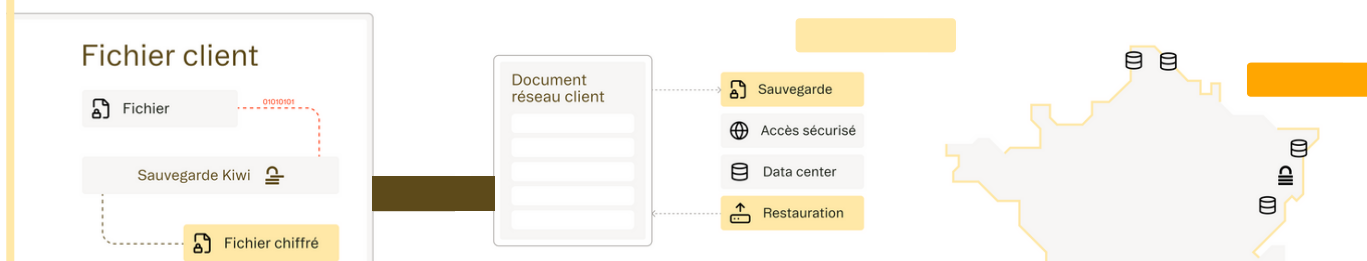 Fichier client
Fichier
01010101
Sauvegarde Kiwi
Fichier chiffré
Document
réseau client
Sauvegarde
Accès sécurisé
Data center
Restauration